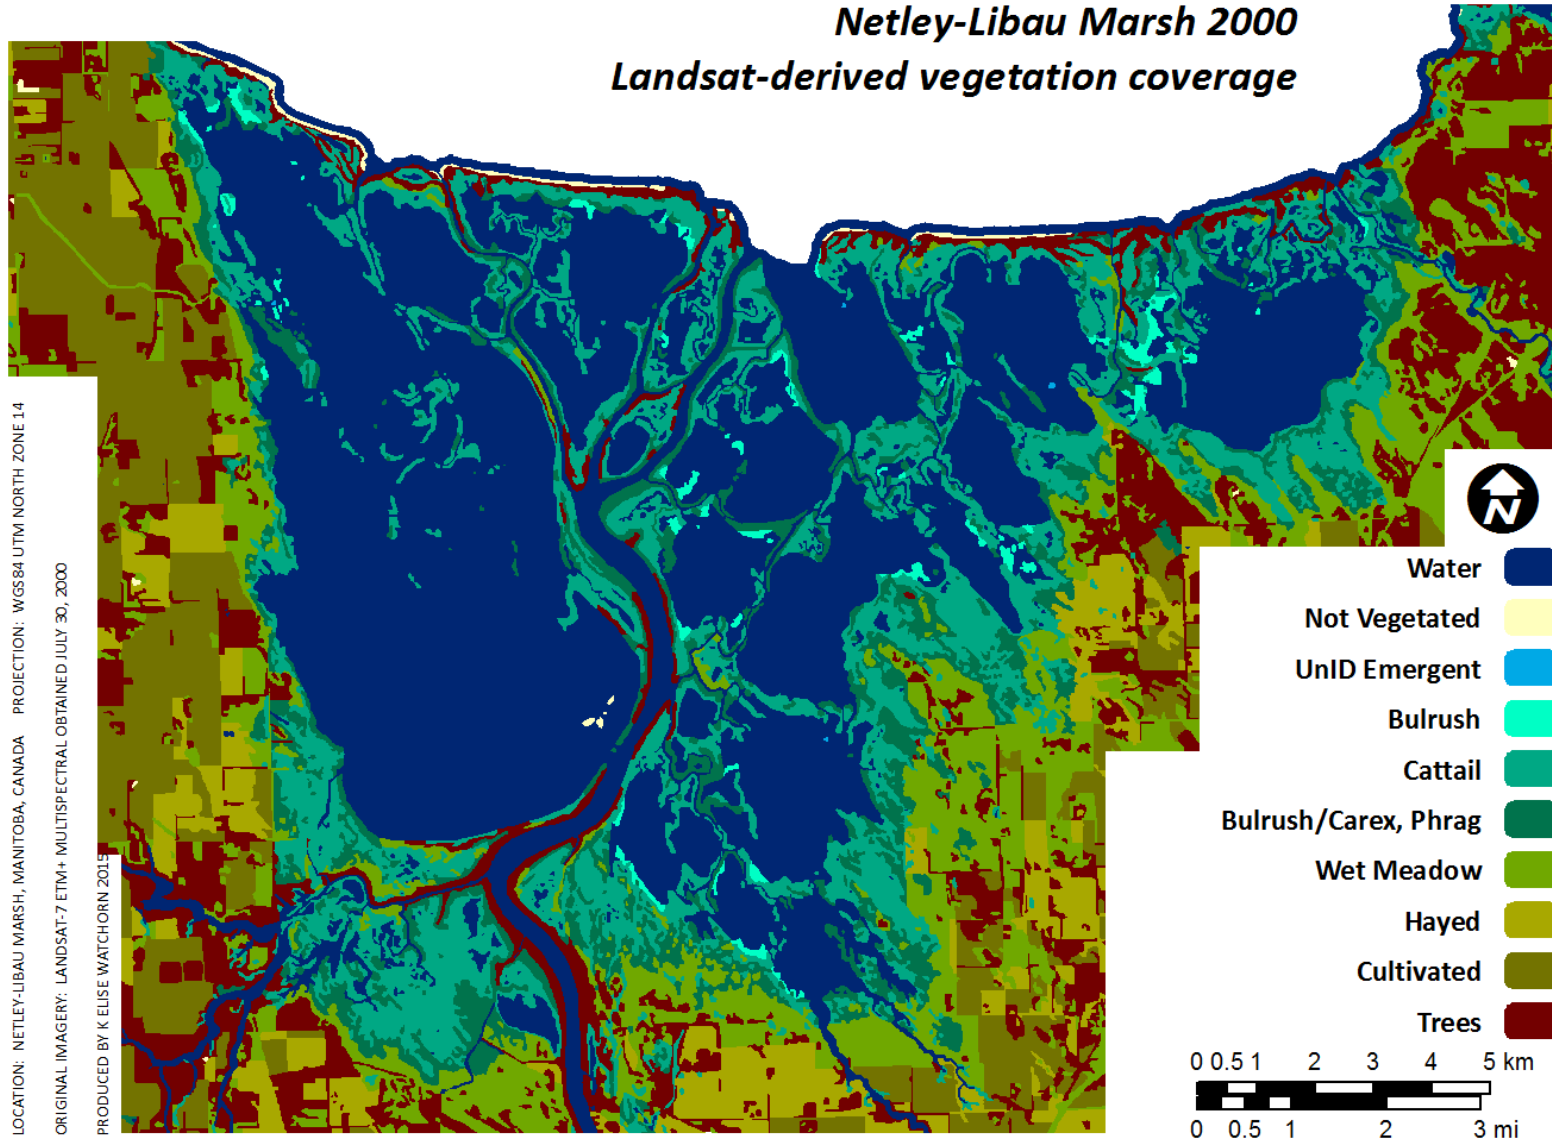 Netley-Libau Marsh 2000
Landsat-derived vegetation coverage
LOCATION: NETLEY-LIBAU MARSH, MANITOBA, CANADA PROJECTION: WGS84 UTM NORTH ZONE 14
ORIGINAL IMAGERY: LANDSAT-7 ETM+ MULTISPECTRAL OBTAINED JULY 30, 2000
PRODUCED BY K ELISE WATCHORN 2015
N
Water
Not Vegetated
UnID Emergent
Bulrush
Cattail
Bulrush/Carex, Phrag
Wet Meadow
Hayed
Cultivated
Trees
0 0.5 1 2 3 4 5 km
0 0.5 1 2 3 mi